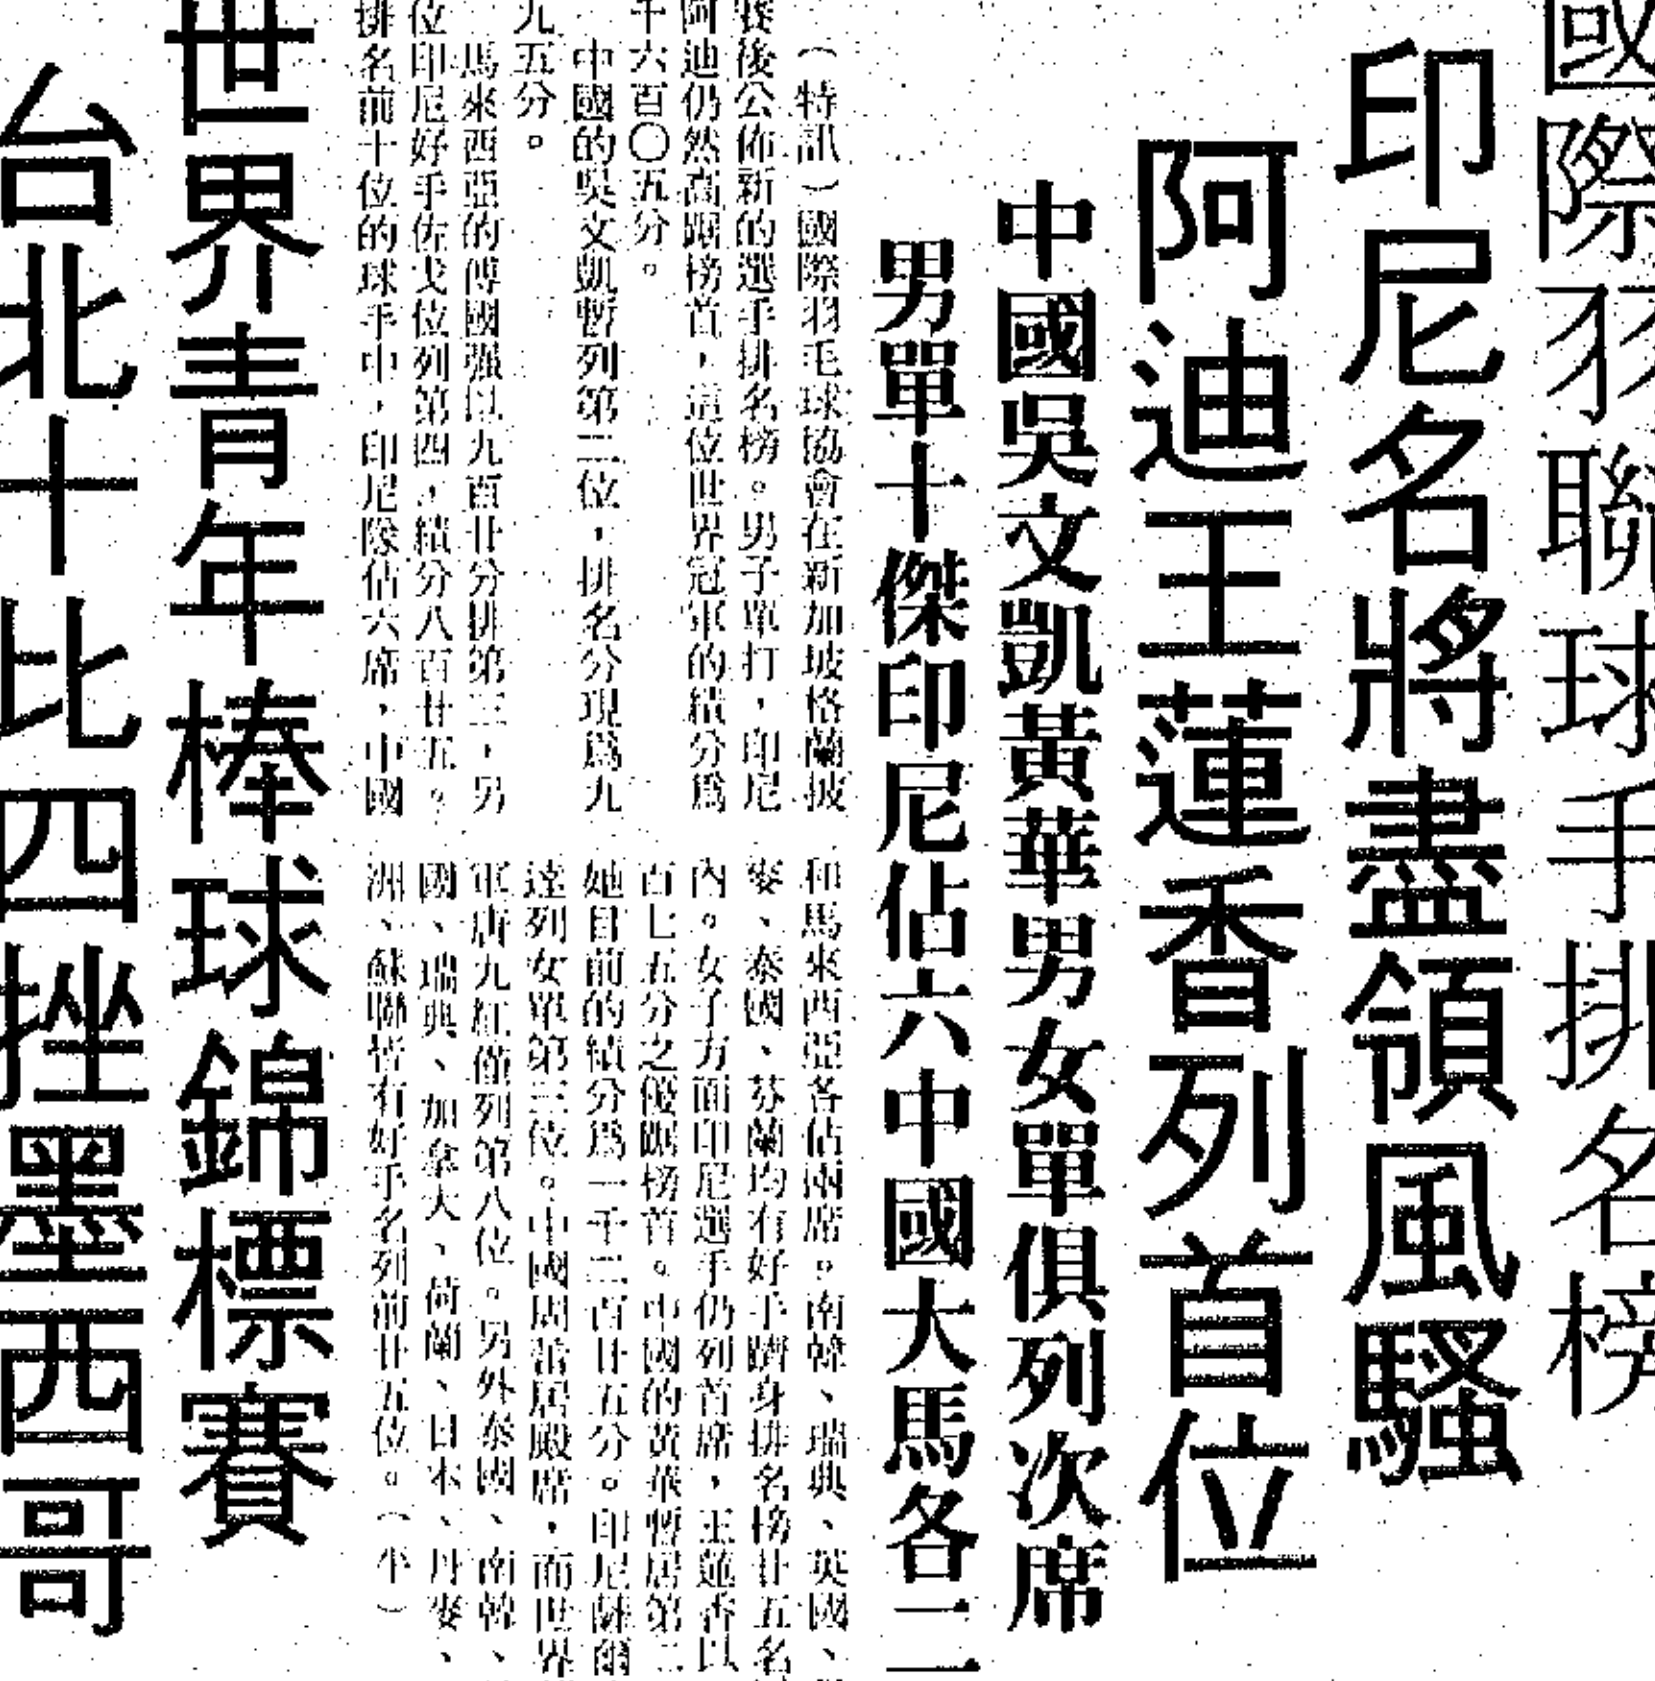 國際羽聯球手排名榜
印尼名將盡領風騷
阿迪王蓮香列首位
中國吳文凱黃華男女單俱列次席
男單十傑印尼佔六中國大馬各二
（特訊）國際羽毛球協會在新加坡格蘭披
賽後公佈新的選手排名榜。男子單打，印尼
阿迪仍然高踞榜首，這位世界冠軍的績分爲
千六百〇五分。
中國的吳文凱暫列第二位，排名分現爲九
九五分。
馬來西亞的傅國強以九百廿分排第三，另
位印尼好手佐戈位列第四，績分八百廿五。
排名前十位的球手中，印尼隊佔六席，中國
和馬來西亞各佔兩席。南韓、瑞典、英國、
麥、泰國、芬蘭均有好手躋身排名榜廿五名
內。女子方面印尼選手仍列首席，王蓮香以
百七五分之優踞榜首。中國的黃華暫居第二
她目前的績分爲一千二百廿五分。印尼薩爾
達列女單第三位。中國周蕾居殿席，而世界
軍唐九紅僅列第八位。另外泰國、南韓、
國、瑞典、加拿大、荷蘭、日本、丹麥、
洲、蘇聯皆有好手名列前廿五位。（半）
世界青年棒球錦標賽
台北十比四挫墨西哥